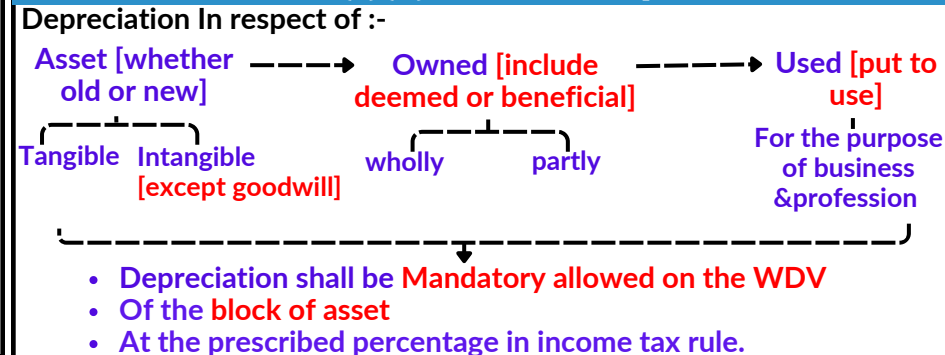 Depreciation In respect of :-
Asset [whether
old or new]
Owned [include
deemed or beneficial]
Used [put to
use]
Tangible
Intangible
[except goodwill]
wholly
partly
For the purpose
of business
&profession
• Depreciation shall be Mandatory allowed on the WDV
• Of the block of asset
• At the prescribed percentage in income tax rule.